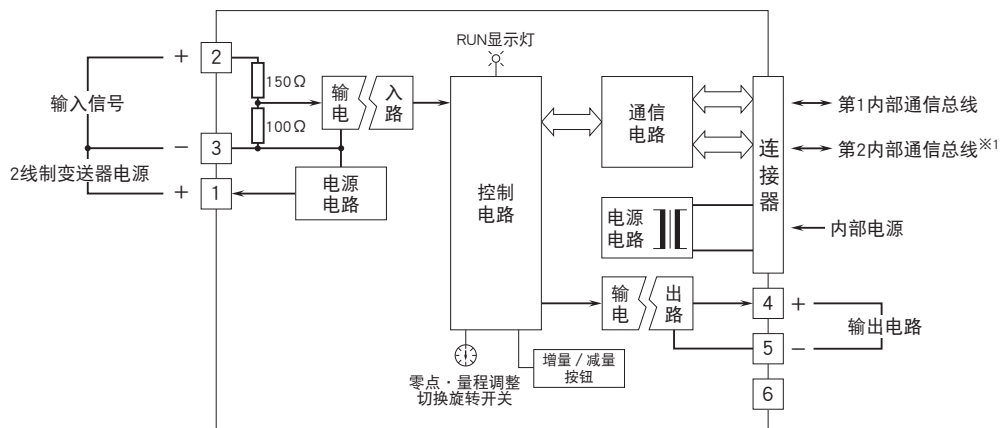 RUN显示灯
+
2
150Ω
输入信号
输 入
电 路
100Ω
−
3
2线制变送器电源
+
1
电源
电路
控制
电路
通信
电路
连接器
第1内部通信总线
第2内部通信总线※1
电源
电路
内部电源
输 出
电 路
4
+
输出电路
5
−
6
零点・量程调整
切换旋转开关
增量 / 减量
按钮